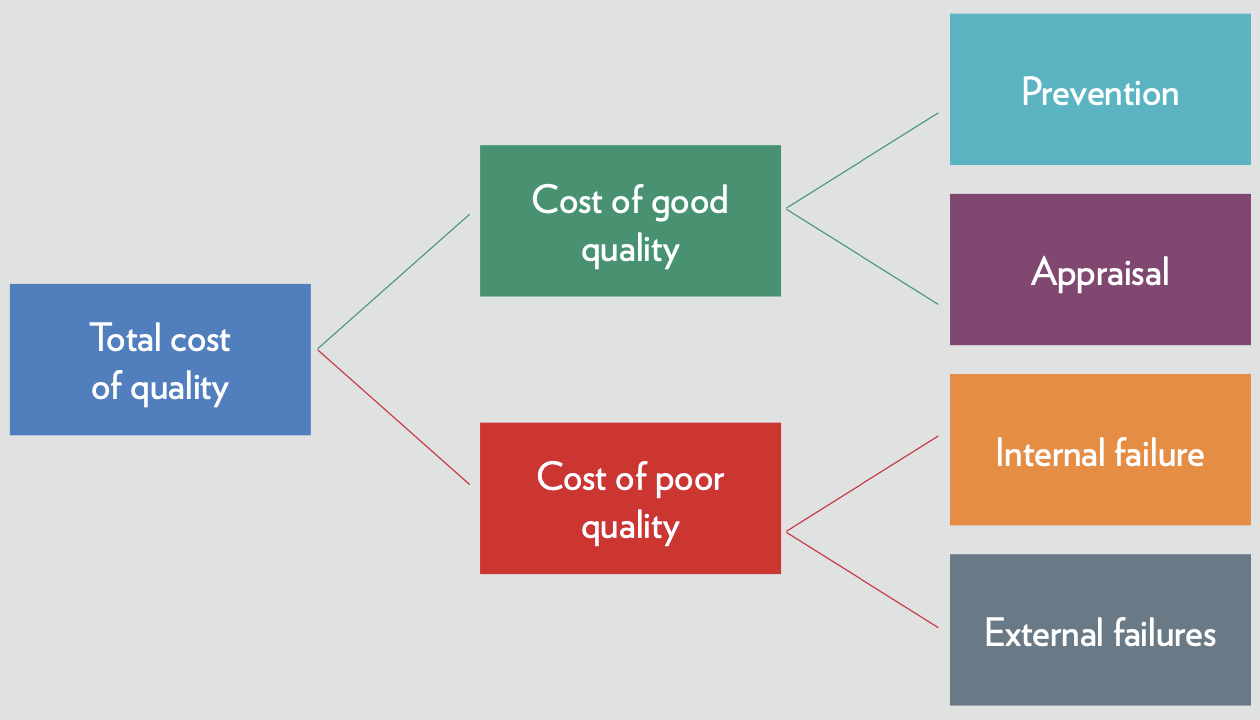 Total cost
of quality
Cost of good
quality
Cost of poor
quality
Prevention
Appraisal
Internal failure
External failures